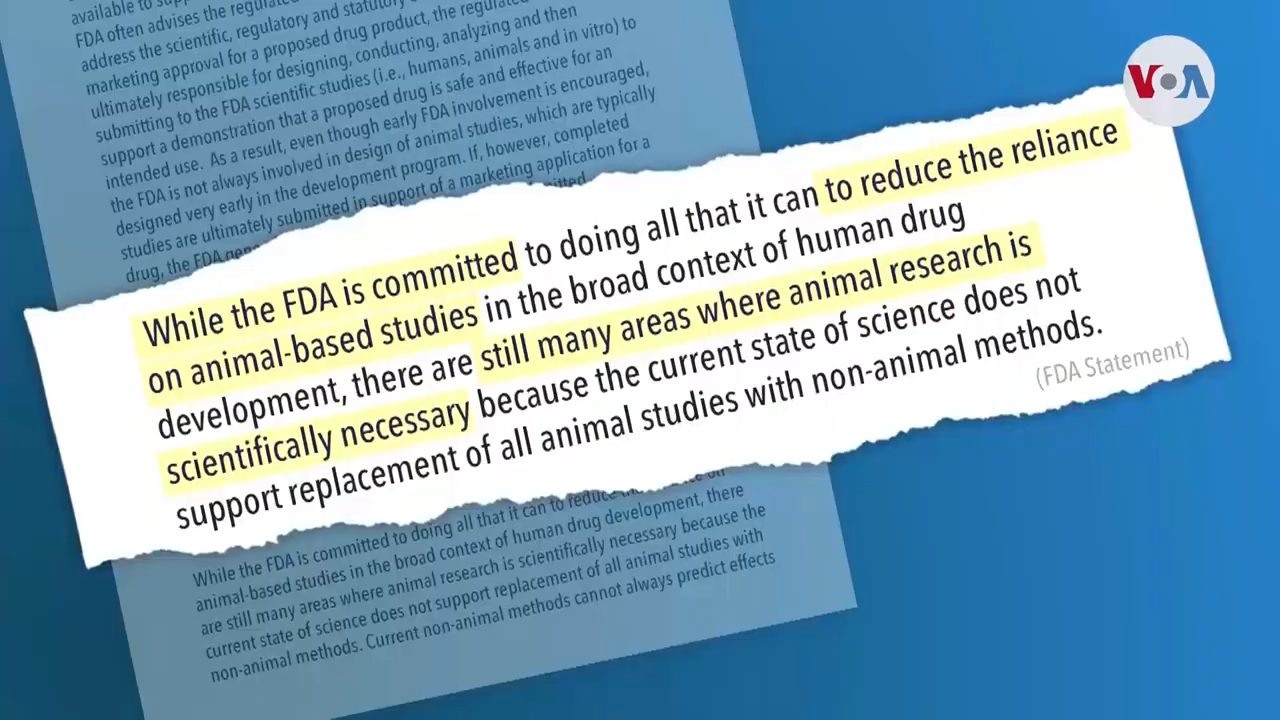 available to
FDA often advises the
address the scientific, regulatory and statutory
marketing approval for a proposed drug product, the regulated
ultimately responsible for designing, conducting, analyzing and then
submitting to the FDA scientific studies (i.e., humans, animals and in vitro) to
support a demonstration that a proposed drug is safe and effective for an
intended use. As a result, even though early FDA involvement is encouraged,
the FDA is not always involved in design of animal studies, which are typically
designed very early in the development program. If, however, completed
studies are ultimately submitted in support of a marketing application for a
drug, the FDA
VOA
While the FDA is committed to doing all that it can to reduce the reliance
on animal-based studies in the broad context of human drug
development, there are still many areas where animal research is
scientifically necessary because the current state of science does not
support replacement of all animal studies with non-animal methods.
(FDA Statement)
While the FDA is committed to doing all that it can to reduce
animal-based studies in the broad context of human drug development, there
are still many areas where animal research is scientifically necessary because the
current state of science does not support replacement of all animal studies with
non-animal methods. Current non-animal methods cannot always predict effects